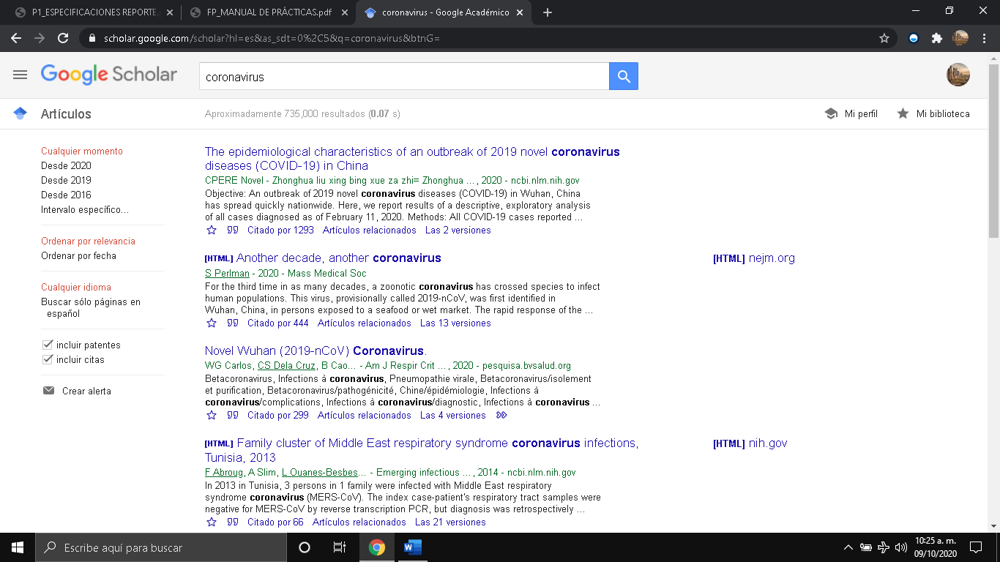 P1_ESPECIFICACIONES REPORTE.p
FP_MANUAL DE PRÁCTICAS.pdf
coronavirus - Google Académico
scholar.google.com/scholar?hl=es&as_sdt=0%2C5&q=coronavirus&btnG=
Google Scholar
coronavirus
Artículos
Aproximadamente 735,000 resultados (0.07 s)
Mi perfil
Mi biblioteca
Cualquier momento
Desde 2020
Desde 2019
Desde 2016
Intervalo específico...
Ordenar por relevancia
Ordenar por fecha
Cualquier idioma
Buscar sólo páginas en
español
incluir patentes
incluir citas
Crear alerta
The epidemiological characteristics of an outbreak of 2019 novel coronavirus
diseases (COVID-19) in China
CPERE Novel - Zhonghua liu xing bing xue za zhi= Zhonghua ..., 2020 - ncbi.nlm.nih.gov
Objective: An outbreak of 2019 novel coronavirus diseases (COVID-19) in Wuhan, China
has spread quickly nationwide. Here, we report results of a descriptive, exploratory analysis
of all cases diagnosed as of February 11, 2020. Methods: All COVID-19 cases reported ...
Citado por 1293 Artículos relacionados Las 2 versiones
[HTML] Another decade, another coronavirus
[HTML] nejm.org
S Perlman - 2020 - Mass Medical Soc
For the third time in as many decades, a zoonotic coronavirus has crossed species to infect
human populations. This virus, provisionally called 2019-nCoV, was first identified in
Wuhan, China, in persons exposed to a seafood or wet market. The rapid response of the ...
Citado por 444 Artículos relacionados Las 13 versiones
Novel Wuhan (2019-nCoV) Coronavirus.
WG Carlos, CS Dela Cruz, B Cao... - Am J Respir Crit ..., 2020 - pesquisa.bvsalud.org
Betacoronavirus, Infections à coronavirus, Pneumopathie virale, Betacoronavirus/isolement
et purification, Betacoronavirus/pathogénicité, Chine/épidémiologie, Infections à
coronavirus/complications, Infections à coronavirus/diagnostic, Infections à coronavirus ...
Citado por 299 Artículos relacionados Las 4 versiones
[HTML] Family cluster of Middle East respiratory syndrome coronavirus infections,
Tunisia, 2013
[HTML] nih.gov
F Abroug, A Slim, L Ouanes-Besbes... - Emerging infectious ..., 2014 - ncbi.nlm.nih.gov
In 2013 in Tunisia, 3 persons in 1 family were infected with Middle East respiratory
syndrome coronavirus (MERS-CoV). The index case-patient's respiratory tract samples were
negative for MERS-CoV by reverse transcription PCR, but diagnosis was retrospectively ...
Citado por 66 Artículos relacionados Las 21 versiones
Escribe aquí para buscar
10:25 a. m.
09/10/2020